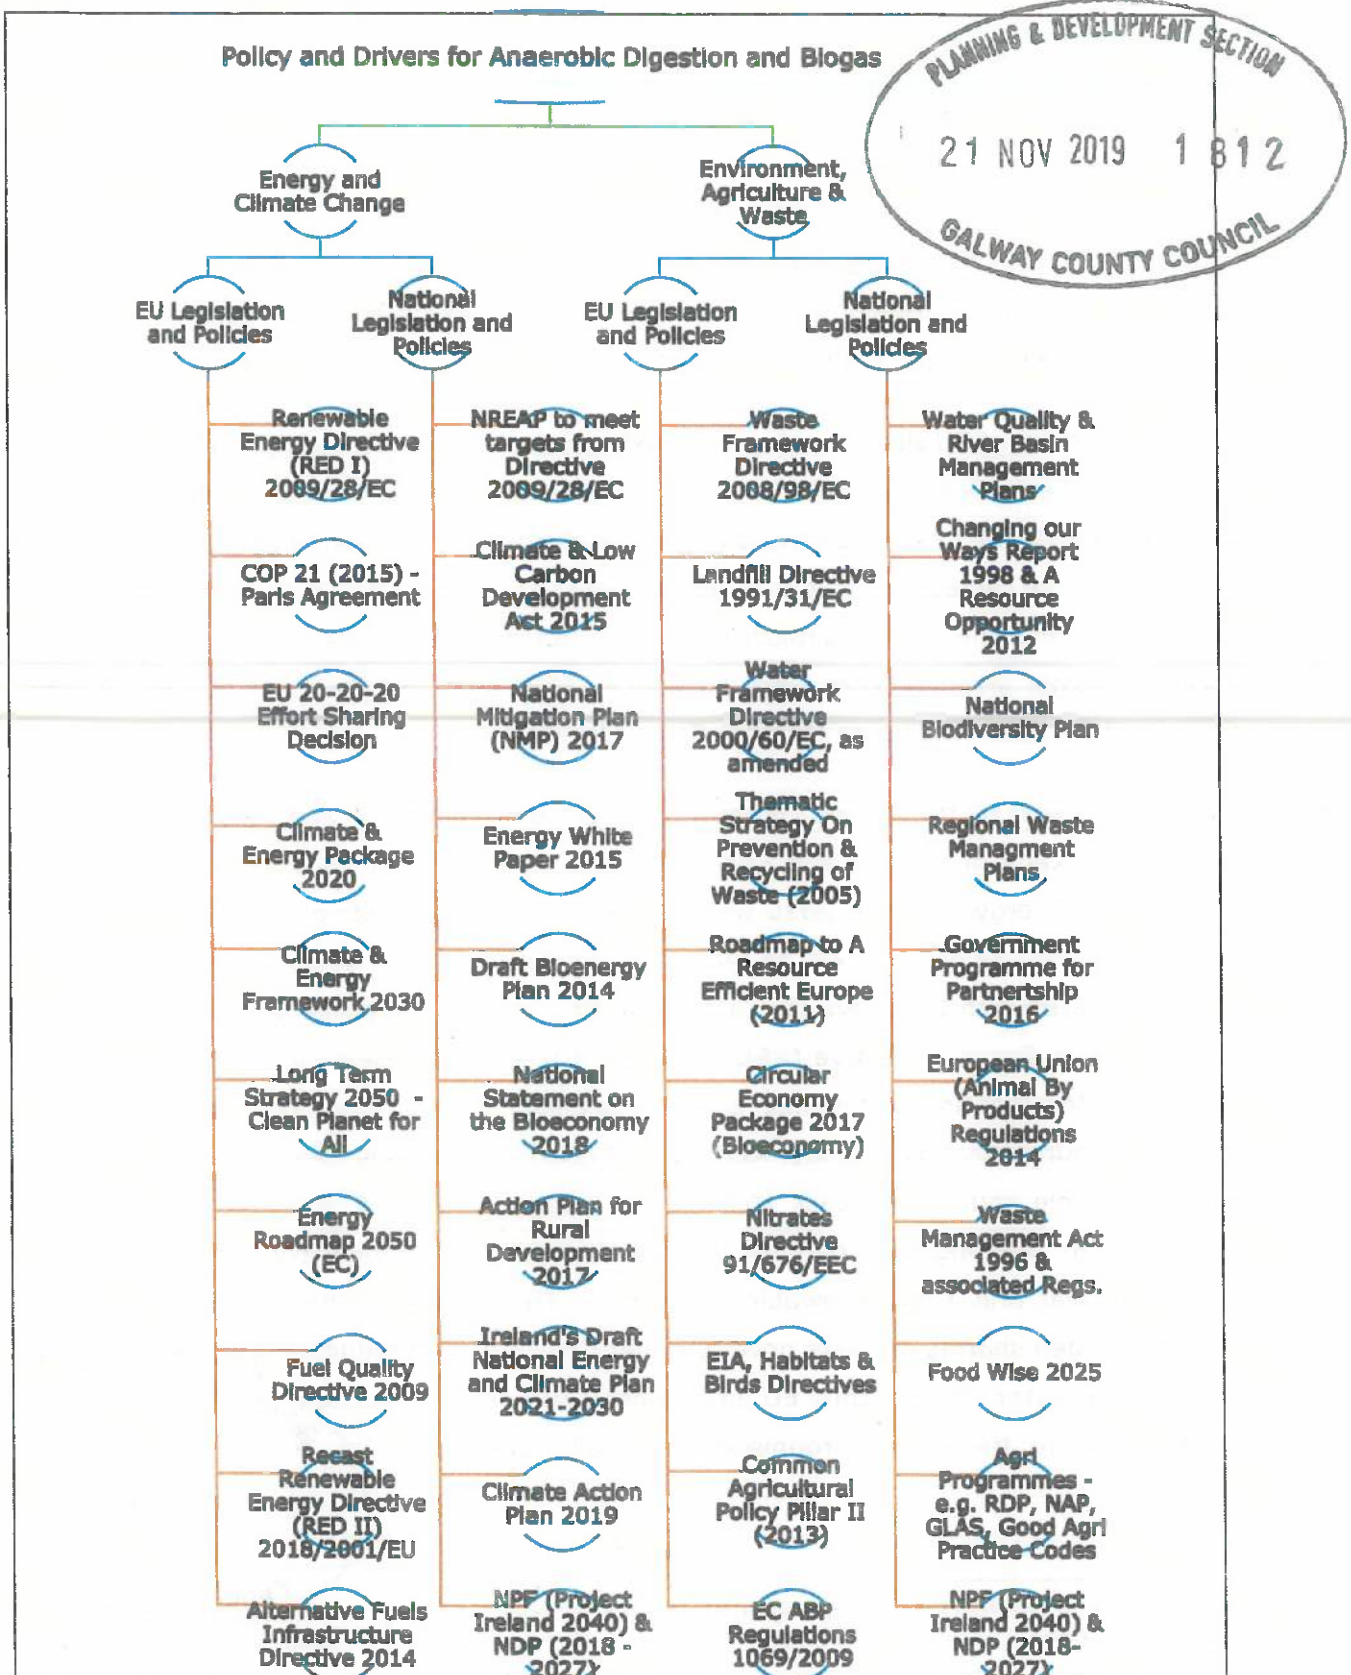 Policy and Drivers for Anaerobic Digestion and Biogas
PLANNING & DEVELOPMENT SECTION
21 NOV 2019 1812
GALWAY COUNTY COUNCIL
Energy and
Climate Change
Environment,
Agriculture &
Waste
EU Legislation
and Policies
National
Legislation and
Policies
EU Legislation
and Policies
National
Legislation and
Policies
Renewable
Energy Directive
(RED I)
2009/28/EC
COP 21 (2015) -
Paris Agreement
EU 20-20-20
Effort Sharing
Decision
Climate &
Energy Package
2020
Climate &
Energy
Framework 2030
Long Term
Strategy 2050 -
Clean Planet for
All
Energy
Roadmap 2050
(EC)
Fuel Quality
Directive 2009
Recast
Renewable
Energy Directive
(RED II)
2018/2001/EU
Alternative Fuels
Infrastructure
Directive 2014
NREAP to meet
targets from
Directive
2009/28/EC
Climate & Low
Carbon
Development
Act 2015
National
Mitigation Plan
(NMP) 2017
Energy White
Paper 2015
Draft Bioenergy
Plan 2014
National
Statement on
the Bioeconomy
2018
Action Plan for
Rural
Development
2017
Ireland's Draft
National Energy
and Climate Plan
2021-2030
Climate Action
Plan 2019
NPF (Project
Ireland 2040) &
NDP (2018 -
2027)
Waste
Framework
Directive
2008/98/EC
Landfill Directive
1991/31/EC
Water
Framework
Directive
2000/60/EC, as
amended
Thematic
Strategy On
Prevention &
Recycling of
Waste (2005)
Roadmap to A
Resource
Efficient Europe
(2011)
Circular
Economy
Package 2017
(Bioeconomy)
Nitrates
Directive
91/676/EEC
EIA, Habitats &
Birds Directives
Common
Agricultural
Policy Pillar II
(2013)
EC ABP
Regulations
1069/2009
Water Quality &
River Basin
Management
Plans
Changing our
Ways Report
1998 & A
Resource
Opportunity
2012
National
Biodiversity Plan
Regional Waste
Managment
Plans
Government
Programme for
Partnertship
2016
European Union
(Animal By
Products)
Regulations
2014
Waste
Management Act
1996 &
associated Regs.
Food Wise 2025
Agri
Programmes -
e.g. RDP, NAP,
GLAS, Good Agri
Practice Codes
NPF (Project
Ireland 2040) &
NDP (2018-
2027)